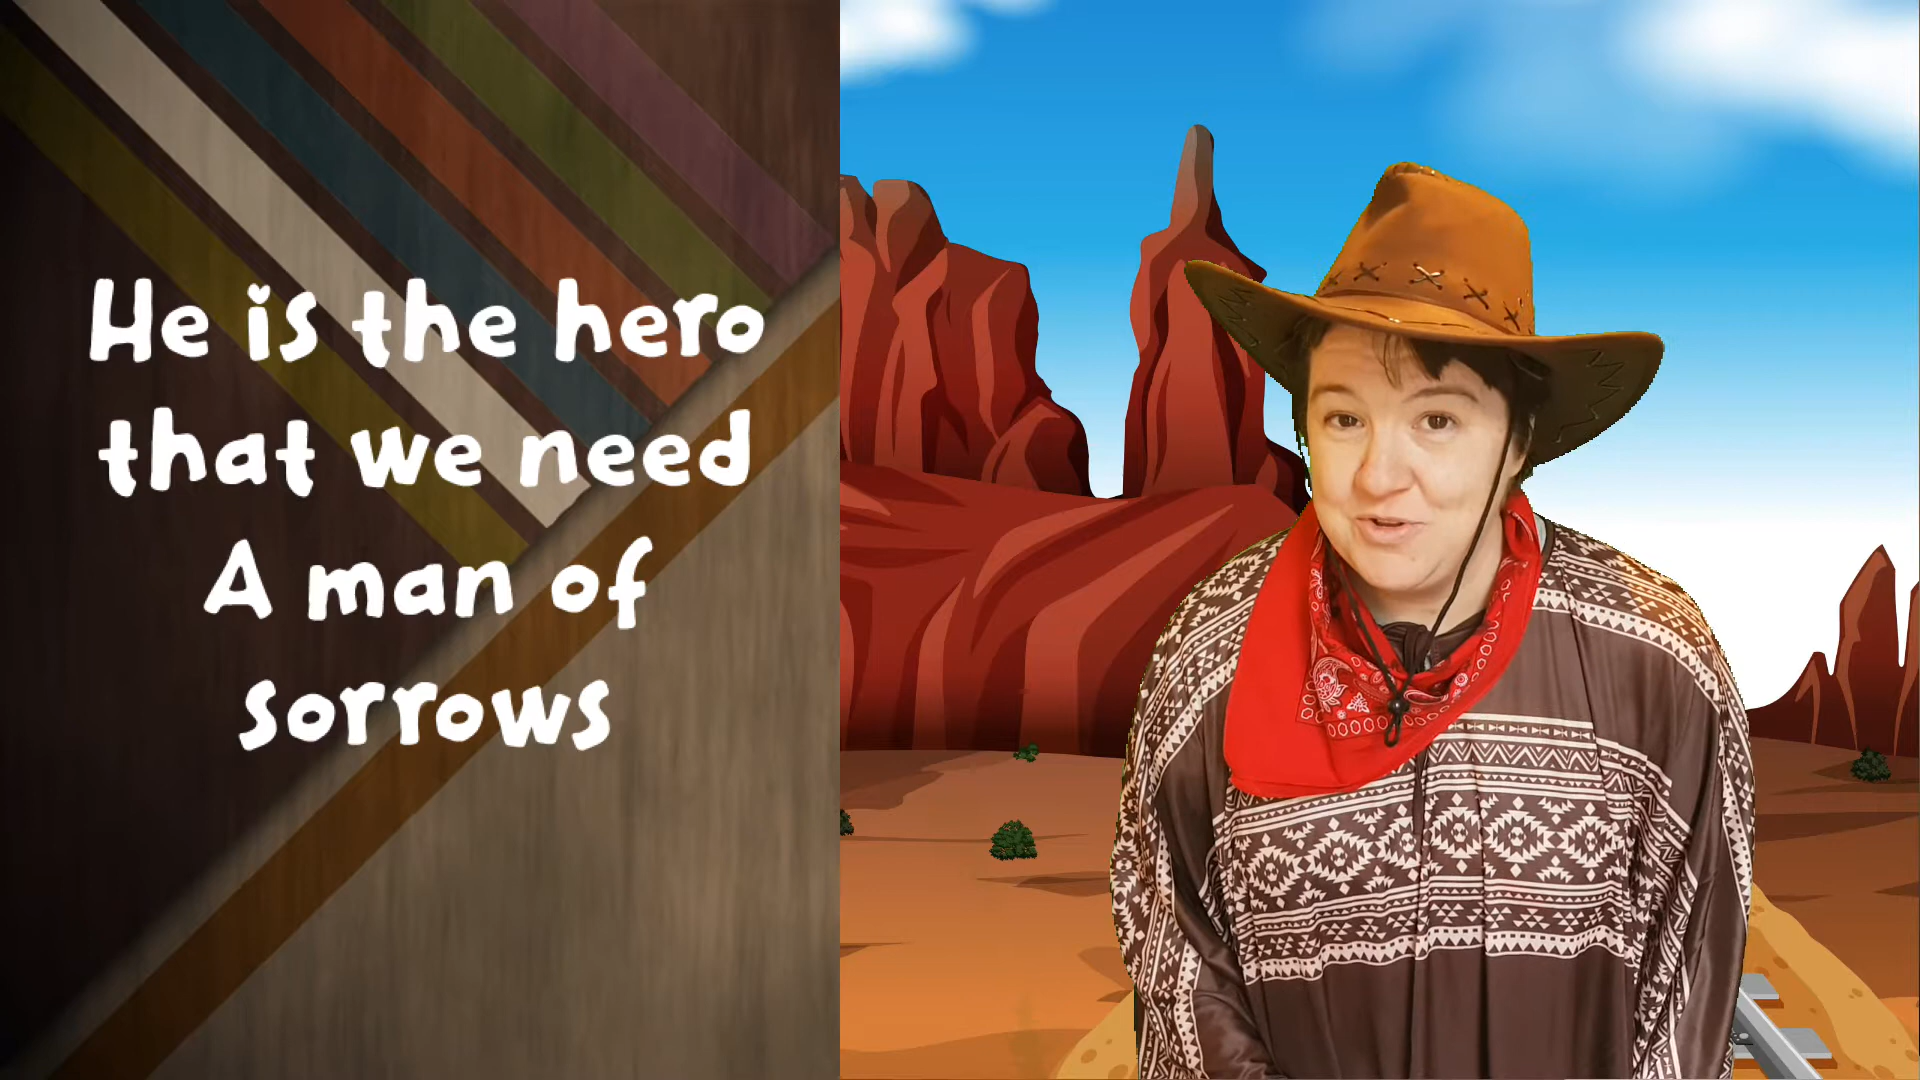 He is the hero
that we need
A man of
sorrows